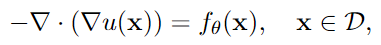 −∇ · (∇u(𝐱)) = f_θ(𝐱), 𝐱 ∈ 𝒟,